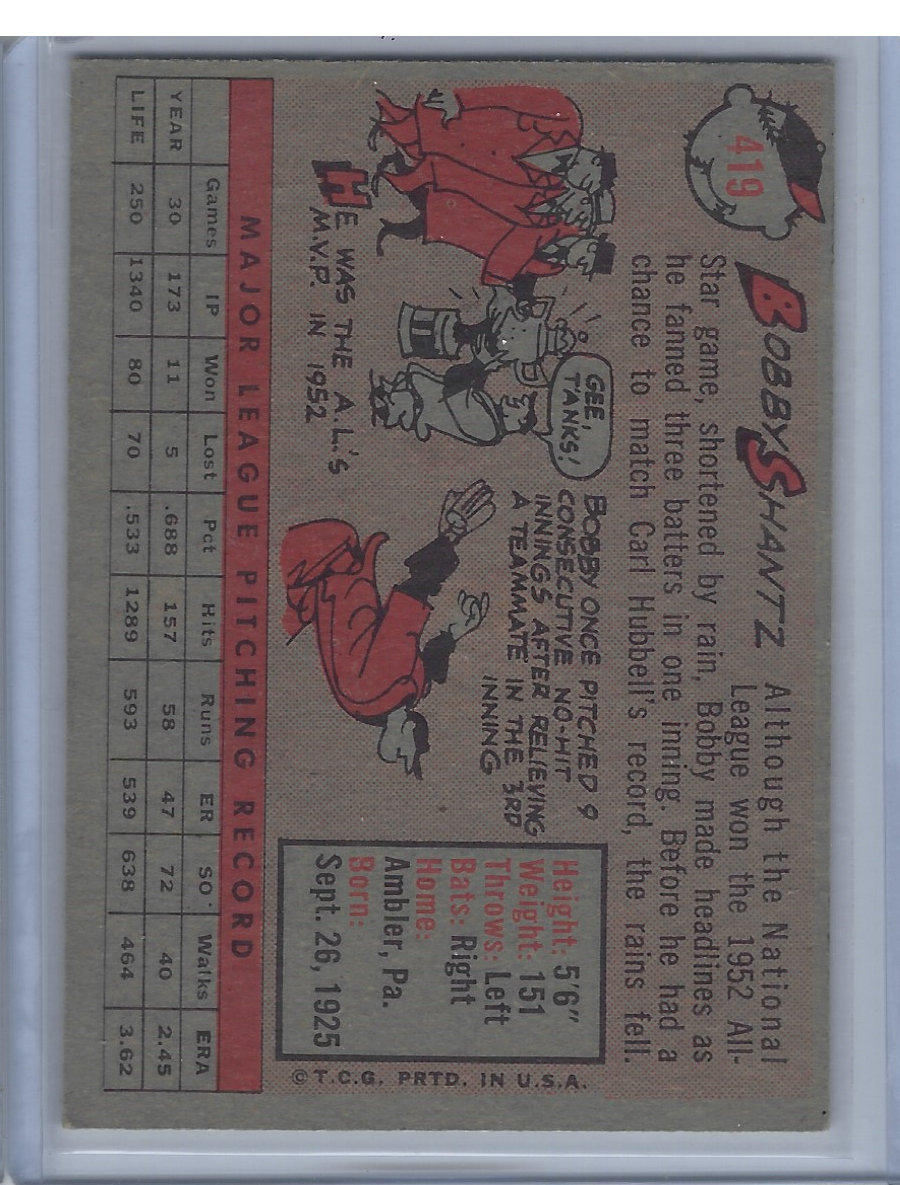 419
BOBBY SHANTZ
Although the National
League won the 1952 All-
Star game, shortened by rain, Bobby made headlines as
he fanned three batters in one inning. Before he had a
chance to match Carl Hubbell's record, the rains fell.
GEE,
TANKS!
HE WAS THE A.L.'s
M.V.P. IN 1952
BOBBY ONCE PITCHED 9
CONSECUTIVE NO-HIT
INNINGS AFTER RELIEVING
A TEAMMATE IN THE 3RD
INNING
Height: 5'6"
Weight: 151
Throws: Left
Bats: Right
Home:
Ambler, Pa.
Born:
Sept. 26, 1925
© T.C.G. PRTD. IN U.S.A.
MAJOR LEAGUE PITCHING RECORD
Games IP Won Lost Pct Hits Runs ER SO Walks ERA
YEAR 30 173 11 5 .688 157 58 47 72 40 2.45
LIFE 250 1340 80 70 .533 1289 593 539 638 464 3.62